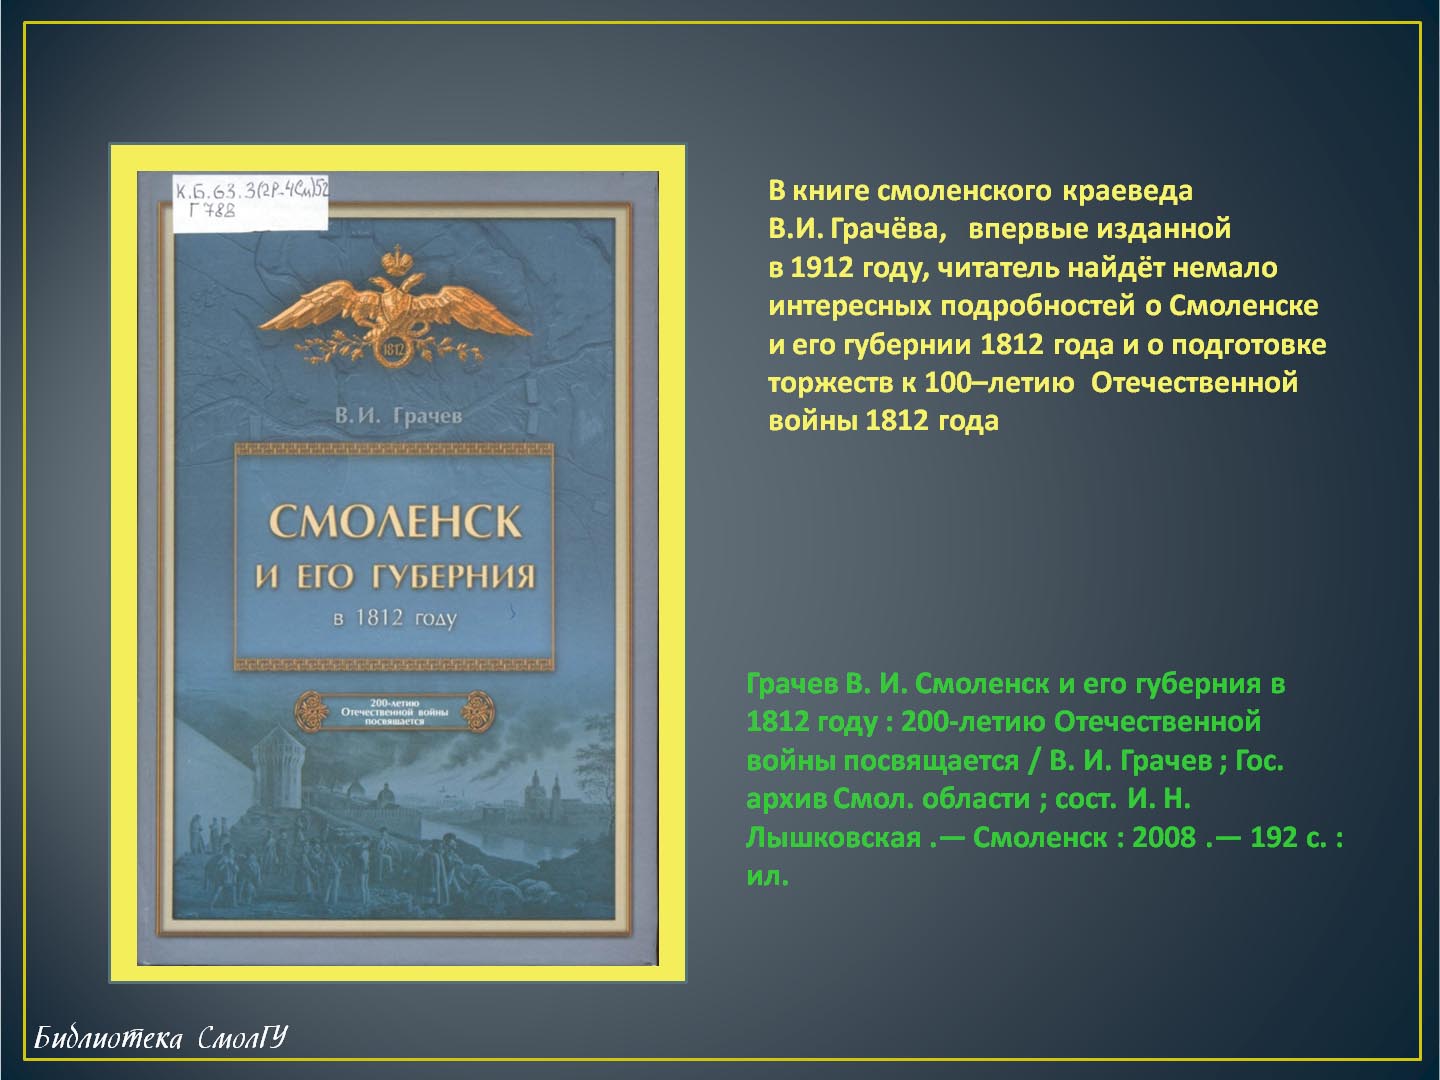 К.Б.63.3(2Р-4См)52
Г 788
1812
В.И. Грачев
СМОЛЕНСК
И ЕГО ГУБЕРНИЯ
в 1812 году
200-летию
Отечественной войны
посвящается
В книге смоленского краеведа
В.И. Грачёва, впервые изданной
в 1912 году, читатель найдёт немало
интересных подробностей о Смоленске
и его губернии 1812 года и о подготовке
торжеств к 100–летию Отечественной
войны 1812 года
Грачев В. И. Смоленск и его губерния в
1812 году : 200-летию Отечественной
войны посвящается / В. И. Грачев ; Гос.
архив Смол. области ; сост. И. Н.
Лышковская .— Смоленск : 2008 .— 192 с. :
ил.
Библиотека СмолГУ